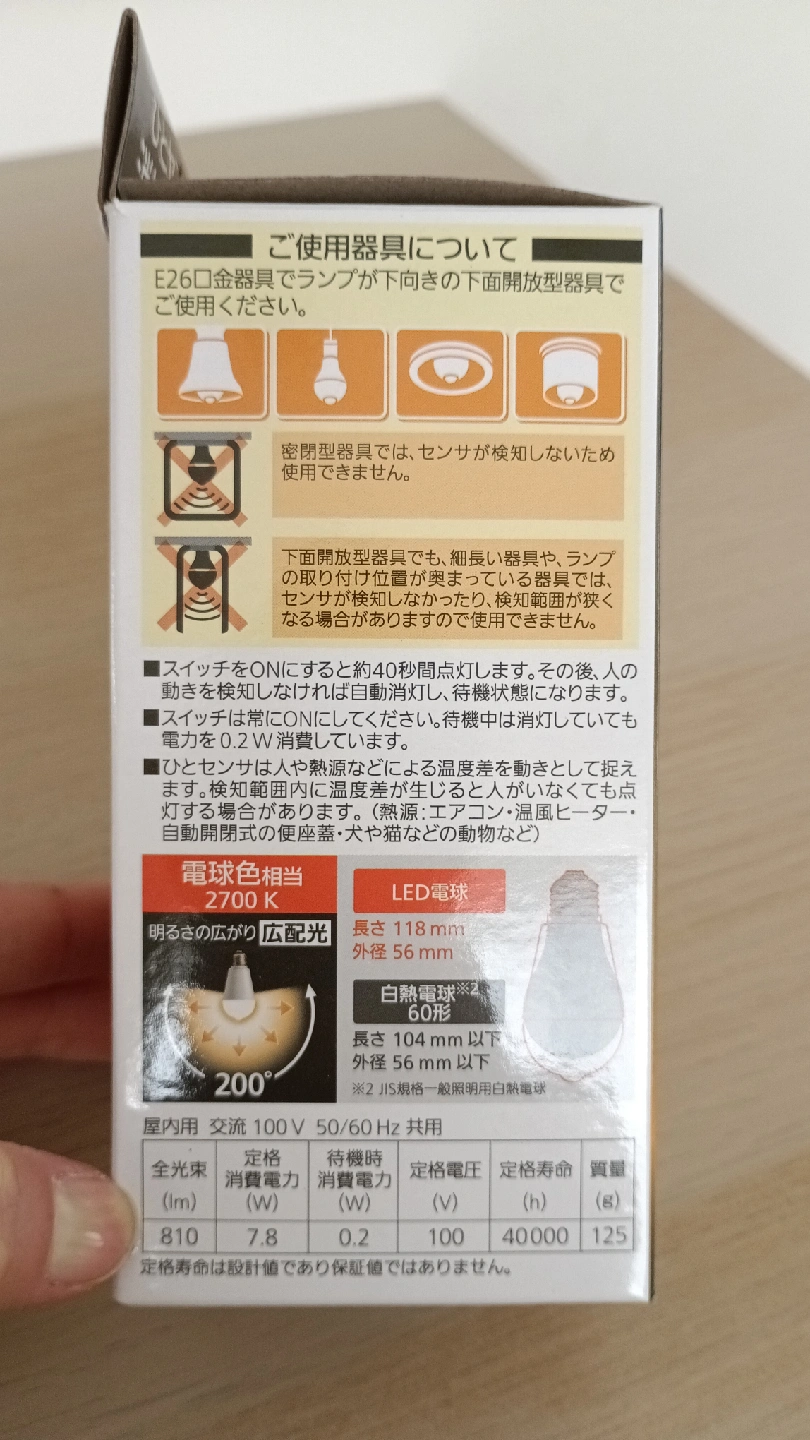 ご使用器具について
E26口金器具でランプが下向きの下面開放型器具で
ご使用ください。
密閉型器具では、センサが検知しないため
使用できません。
下面開放型器具でも、細長い器具や、ランプ
の取り付け位置が奥まっている器具では、
センサが検知しなかったり、検知範囲が狭く
なる場合がありますので使用できません。
■スイッチをONにすると約40秒間点灯します。その後、人の
動きを検知しなければ自動消灯し、待機状態になります。
■スイッチは常にONにしてください。待機中は消灯していても
電力を0.2W消費しています。
■ひとセンサは人や熱源などによる温度差を動きとして捉え
ます。検知範囲内に温度差が生じると人がいなくても点
灯する場合があります。（熱源：エアコン・温風ヒーター・
自動開閉式の便座蓋・犬や猫などの動物など）
電球色相当
2700 K
明るさの広がり 広配光
200°
LED電球
長さ 118 mm
外径 56 mm
白熱電球※2
60形
長さ 104 mm 以下
外径 56 mm 以下
※2 JIS規格一般照明用白熱電球
屋内用 交流 100V 50/60Hz 共用
全光束 (lm) 定格消費電力 (W) 待機時消費電力 (W) 定格電圧 (V) 定格寿命 (h) 質量 (g)
810 7.8 0.2 100 40000 125
定格寿命は設計値であり保証値ではありません。